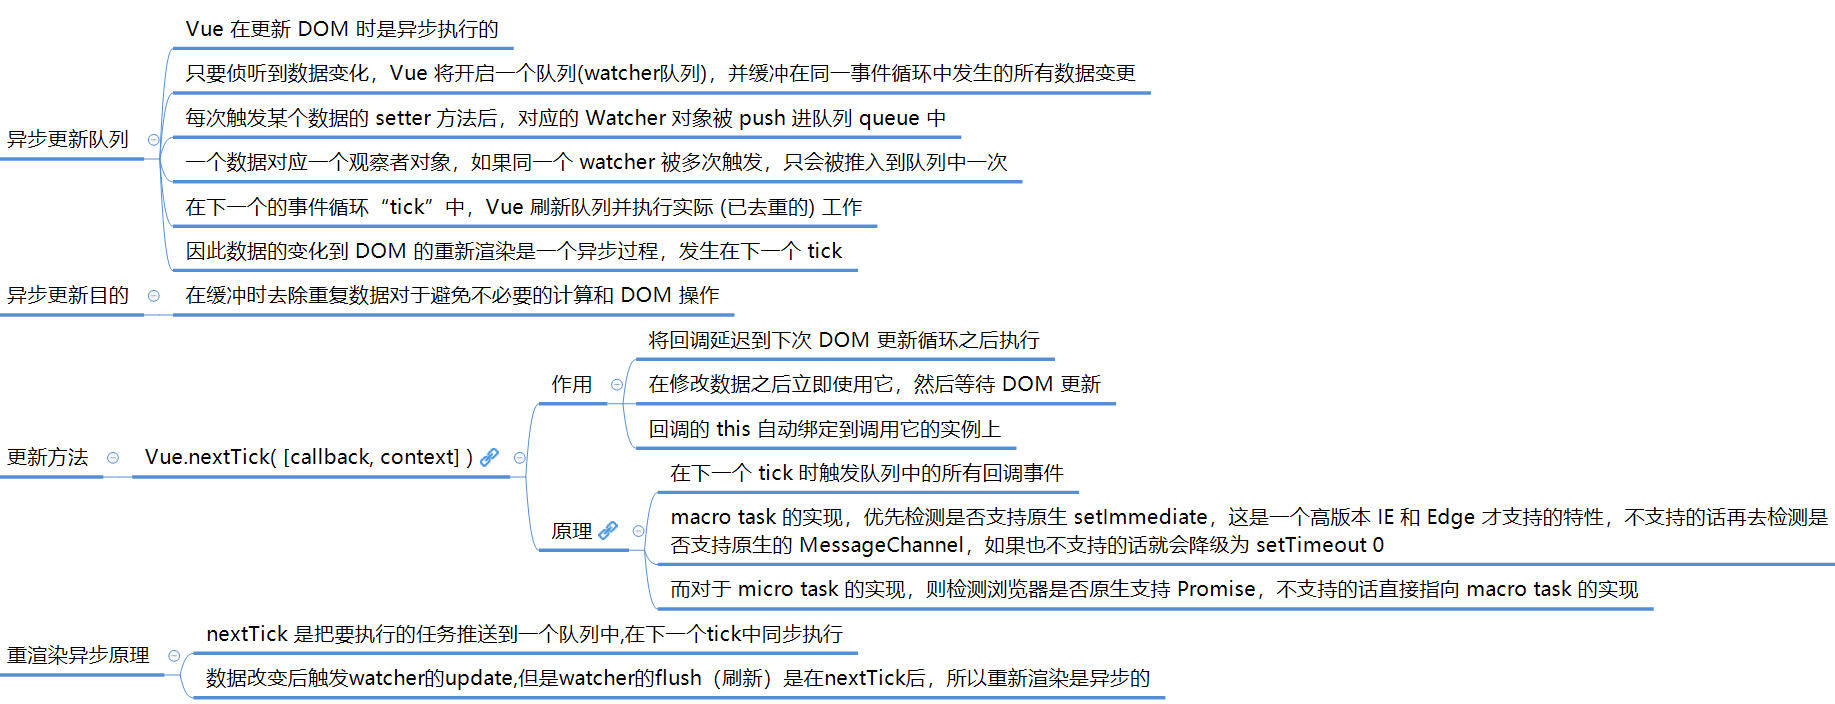 异步更新队列
Vue 在更新 DOM 时是异步执行的
只要侦听到数据变化，Vue 将开启一个队列(watcher队列)，并缓冲在同一事件循环中发生的所有数据变更
每次触发某个数据的 setter 方法后，对应的 Watcher 对象被 push 进队列 queue 中
一个数据对应一个观察者对象，如果同一个 watcher 被多次触发，只会被推入到队列中一次
在下一个的事件循环“tick”中，Vue 刷新队列并执行实际 (已去重的) 工作
因此数据的变化到 DOM 的重新渲染是一个异步过程，发生在下一个 tick
异步更新目的
在缓冲时去除重复数据对于避免不必要的计算和 DOM 操作
更新方法
Vue.nextTick( [callback, context] )
作用
将回调延迟到下次 DOM 更新循环之后执行
在修改数据之后立即使用它，然后等待 DOM 更新
回调的 this 自动绑定到调用它的实例上
原理
在下一个 tick 时触发队列中的所有回调事件
macro task 的实现，优先检测是否支持原生 setImmediate，这是一个高版本 IE 和 Edge 才支持的特性，不支持的话再去检测是
否支持原生的 MessageChannel，如果也不支持的话就会降级为 setTimeout 0
而对于 micro task 的实现，则检测浏览器是否原生支持 Promise，不支持的话直接指向 macro task 的实现
重渲染异步原理
nextTick 是把要执行的任务推送到一个队列中,在下一个tick中同步执行
数据改变后触发watcher的update,但是watcher的flush（刷新）是在nextTick后，所以重新渲染是异步的